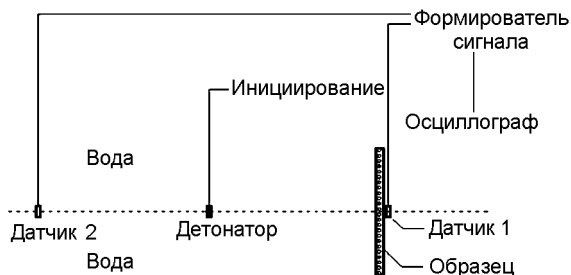 Формирователь
сигнала
Инициирование
Осциллограф
Вода
Датчик 2
Детонатор
Датчик 1
Вода
Образец